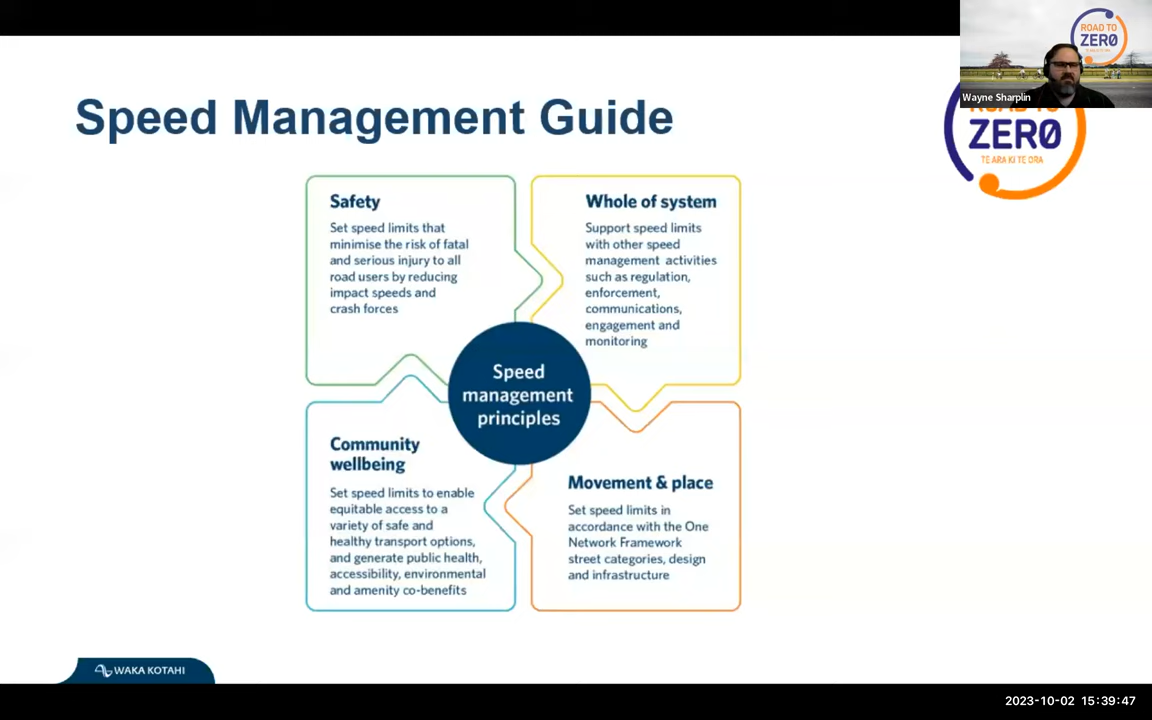 ROAD TO
ZERO
Wayne Sharplin
Speed Management Guide
ZERO
TE ARA KI TE ORA
Safety
Set speed limits that
minimise the risk of fatal
and serious injury to all
road users by reducing
impact speeds and
crash forces
Whole of system
Support speed limits
with other speed
management activities
such as regulation,
enforcement,
communications,
engagement and
monitoring
Speed
management
principles
Community
wellbeing
Set speed limits to enable
equitable access to a
variety of safe and
healthy transport options,
and generate public health,
accessibility, environmental
and amenity co-benefits
Movement & place
Set speed limits in
accordance with the One
Network Framework
street categories, design
and infrastructure
WAKA KOTAHI
2023-10-02 15:39:47